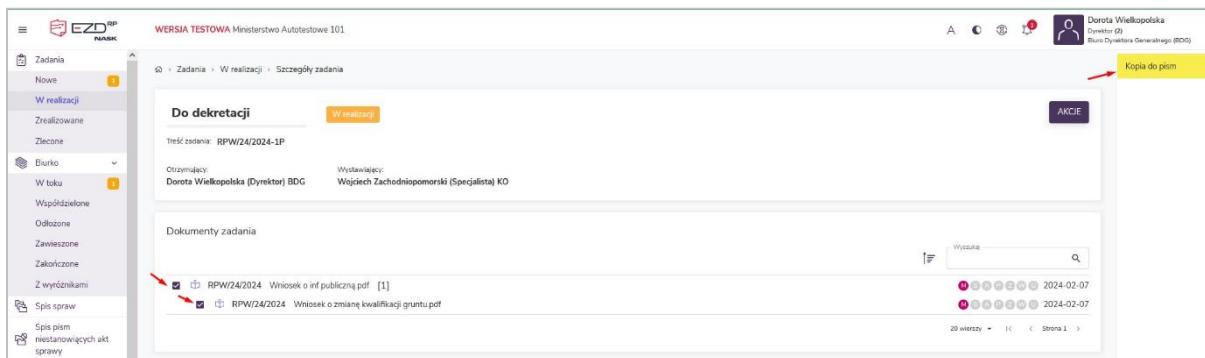 EZD RP
NASK
WERSJA TESTOWA Ministerstwo Autotestowe 101
A
1
Dorota Wielkopolska
Dyrektor (2)
Biuro Dyrektora Generalnego (BDG)
Zadania
Nowe 1
W realizacji
Zrealizowane
Zlecone
Biurko
W toku 1
Współdzielone
Odłożone
Zawieszone
Zakończone
Z wyróżnikami
Spis spraw
Spis pism
niestanowiących akt
sprawy
Zadania › W realizacji › Szczegóły zadania
Kopia do pism
Do dekretacji W realizacji AKCJE
Treść zadania: RPW/24/2024-1P
Otrzymujący: Wystawiający:
Dorota Wielkopolska (Dyrektor) BDG Wojciech Zachodniopomorski (Specjalista) KO
Dokumenty zadania
Wyszukaj
RPW/24/2024 Wniosek o inf publiczną.pdf [1] 2024-02-07
RPW/24/2024 Wniosek o zmianę kwalifikacji gruntu.pdf 2024-02-07
20 wierszy Strona 1